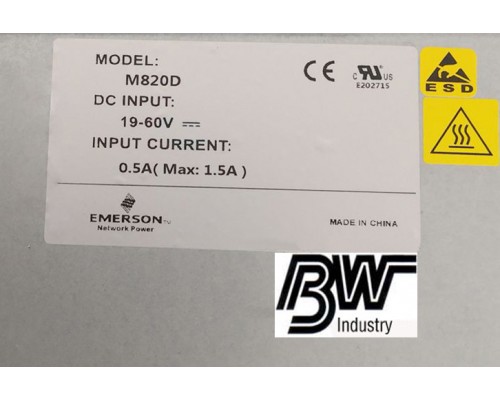 MODEL:
M820D
DC INPUT:
19-60V
INPUT CURRENT:
0.5A( Max: 1.5A )
EMERSON
Network Power
CE
c RU US
E202715
MADE IN CHINA
ESD
BW
Industry